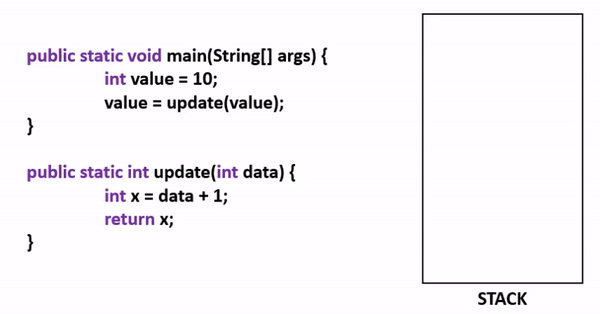 public static void main(String[] args) {
int value = 10;
value = update(value);
}
public static int update(int data) {
int x = data + 1;
return x;
}
STACK